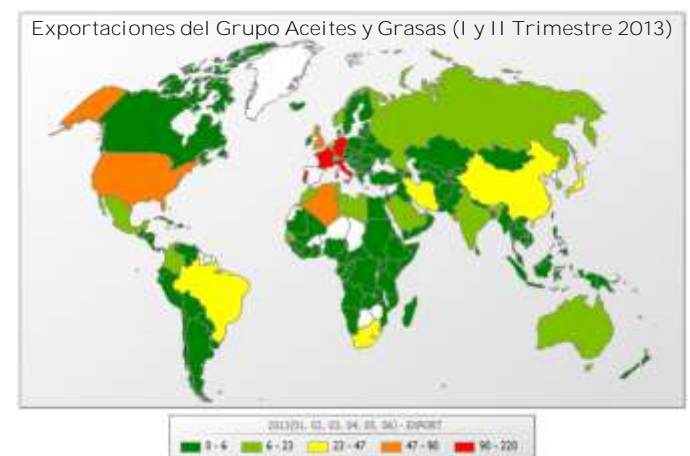 Exportaciones del Grupo Aceites y Grasas (I y II Trimestre 2013)
2013(01, 02, 03, 04, 05, 06) - EXPORT
0 - 6 6 - 23 23 - 47 47 - 90 90 - 220